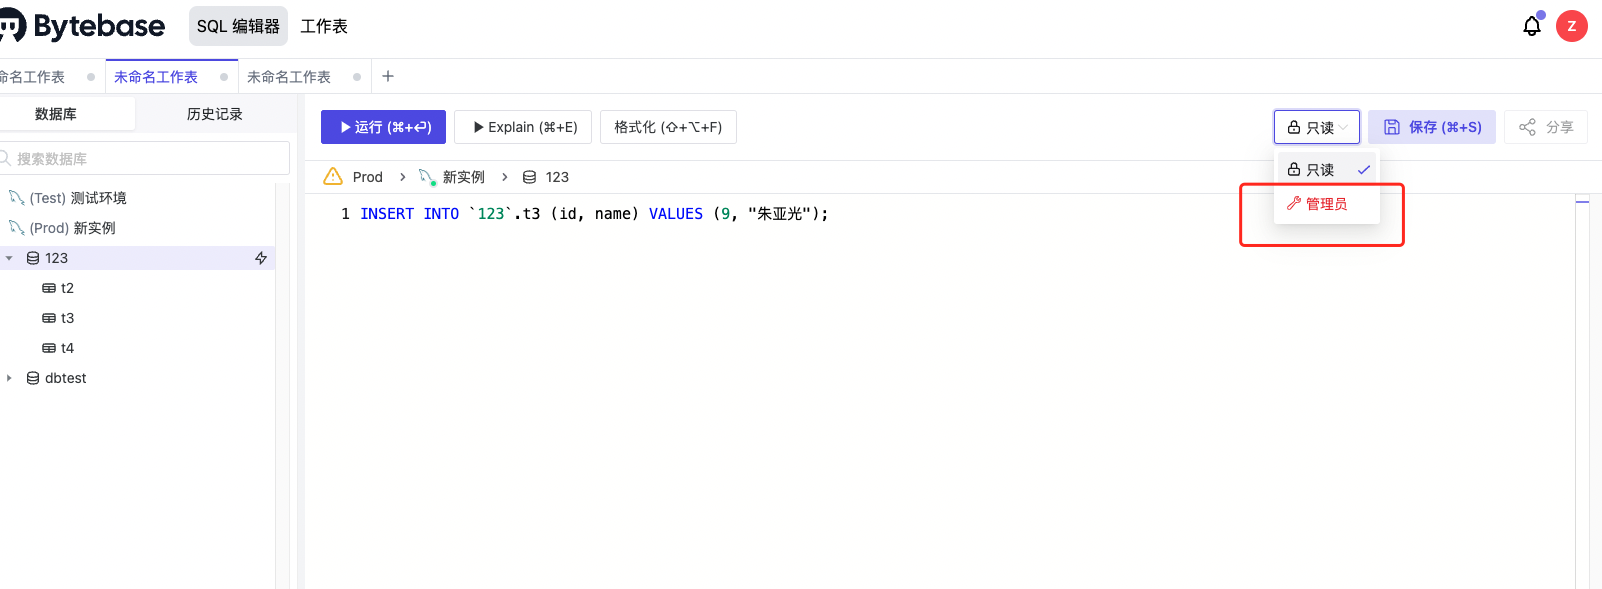 Bytebase SQL 编辑器 工作表 Z
命名工作表 未命名工作表 未命名工作表 +
数据库 历史记录
运行 (⌘+↩) Explain (⌘+E) 格式化 (⇧+⌥+F) 只读 保存 (⌘+S) 分享
搜索数据库
只读
管理员
Prod > 新实例 > 123
(Test) 测试环境
(Prod) 新实例
123
t2
t3
t4
dbtest
1 INSERT INTO `123`.t3 (id, name) VALUES (9, "朱亚光");